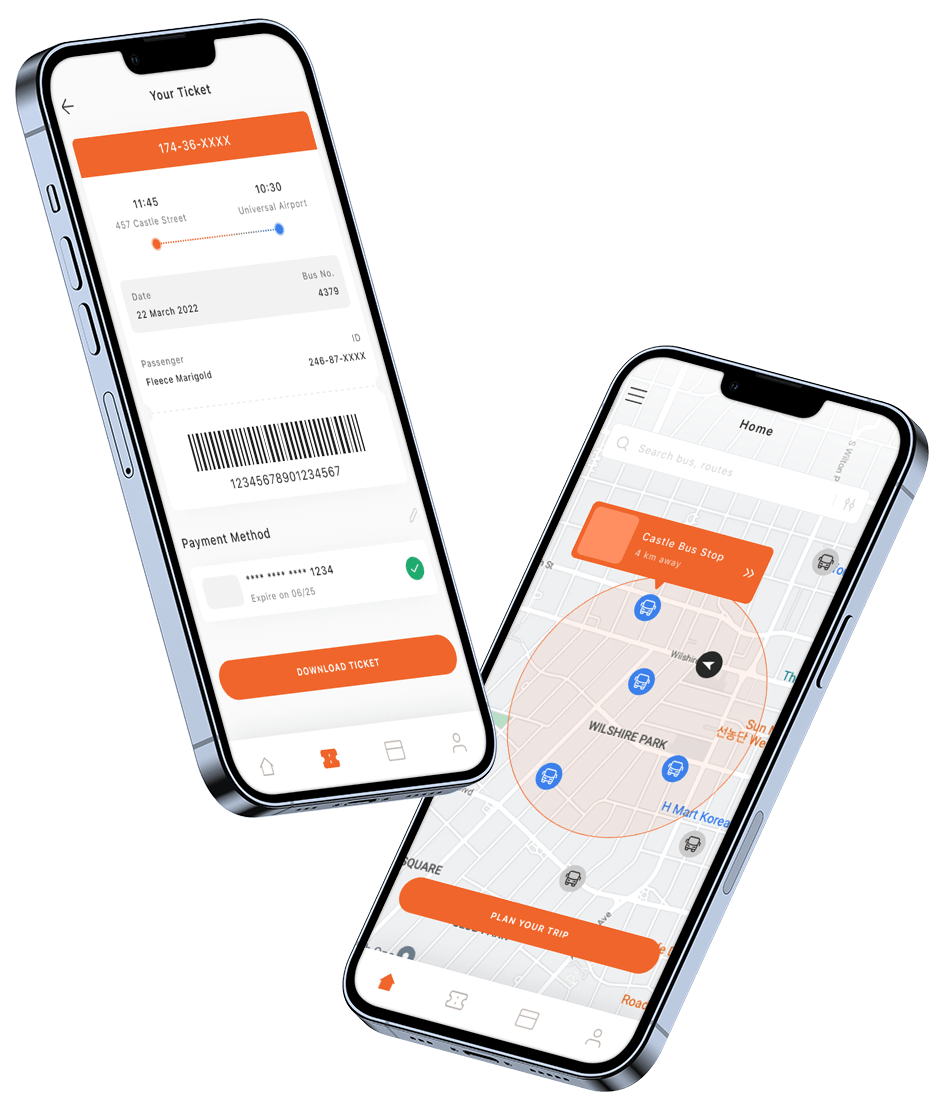 Your Ticket
174-36-XXXX
11:45
10:30
457 Castle Street
Universal Airport
Date
Bus No.
22 March 2022
4379
Passenger
ID
Fleece Marigold
246-87-XXXX
12345678901234567
Payment Method
**** **** **** 1234
Expire on 06/25
DOWNLOAD TICKET
Home
S Wilton P
Search bus, routes
Castle Bus Stop
4 km away
St
Wilshire
Th
WILSHIRE PARK
Sun N
선농단 We
H Mart Korea
SQUARE
Ave
PLAN YOUR TRIP
Road